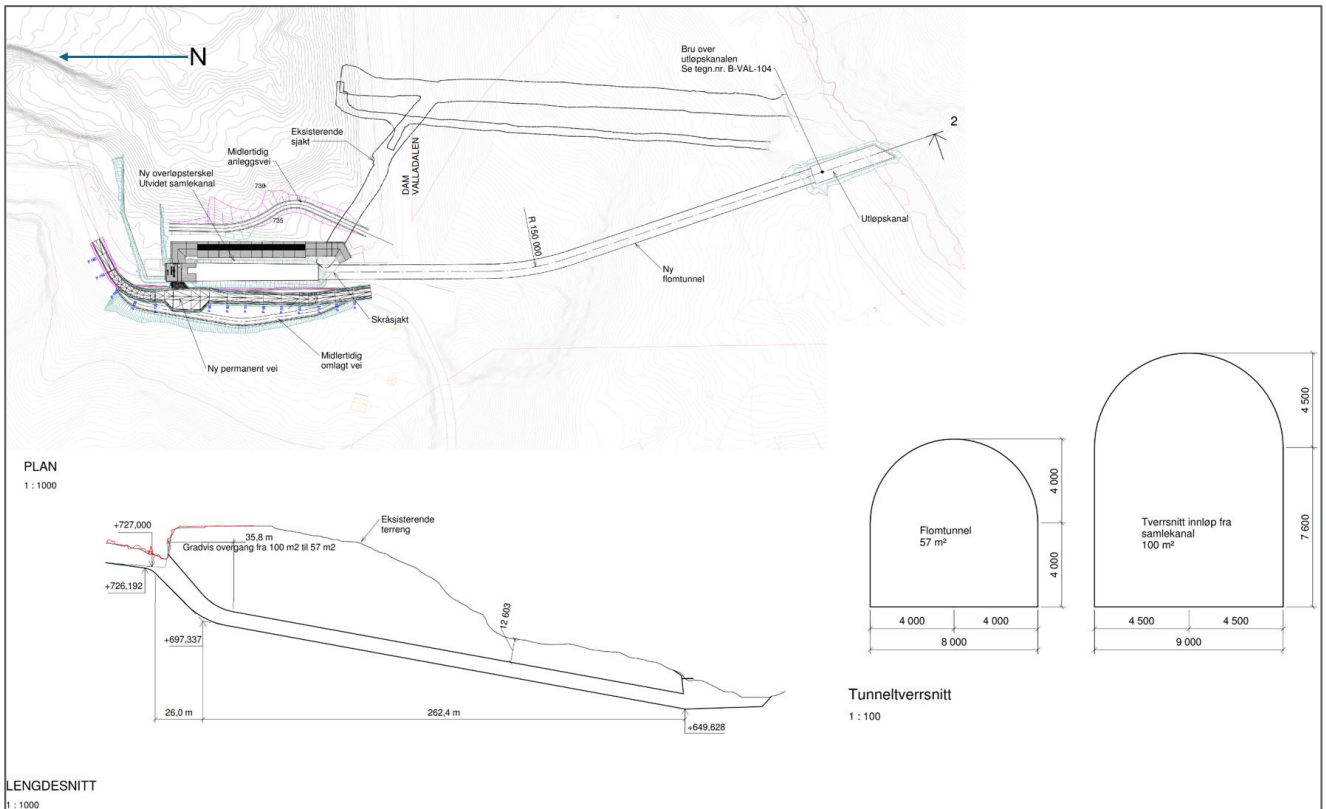 N
Bru over
utløpskanalen
Se tegn.nr. B-VAL-104
2
Eksisterende
sjakt
Midlertidig
anleggsvei
DAM
VALLADALEN
Ny overløpsterskel
Utvidet samlekanal
730
735
Utløpskanal
R 150 000
Ny
flomtunnel
Skråsjakt
Midlertidig
omlagt vei
Ny permanent vei
PLAN
1 : 1000
+727,000
35,8 m
Gradvis overgang fra 100 m2 til 57 m2
Eksisterende
terreng
+726,192
+697,337
12 603
26,0 m
262,4 m
+649,628
LENGDESNITT
1 : 1000
Flomtunnel
57 m²
4 000
4 000
4 000
4 000
8 000
Tverrsnitt innløp fra
samlekanal
100 m²
4 500
7 600
4 500
4 500
9 000
Tunneltverrsnitt
1 : 100